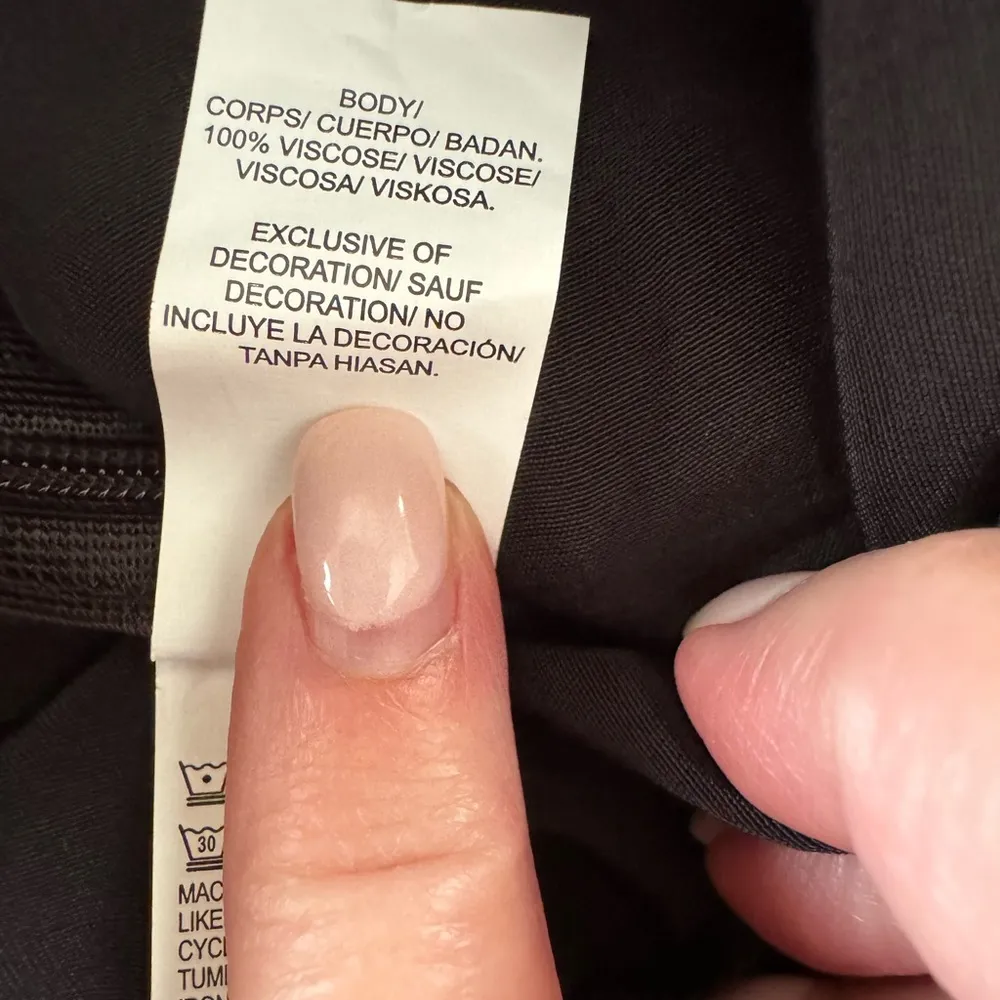 BODY/
CORPS/ CUERPO/ BADAN.
100% VISCOSE/ VISCOSE/
VISCOSA/ VISKOSA.
EXCLUSIVE OF
DECORATION/ SAUF
DECORATION/ NO
INCLUYE LA DECORACIÓN/
TANPA HIASAN.
30
MAC
LIKE
CYCL
TUM